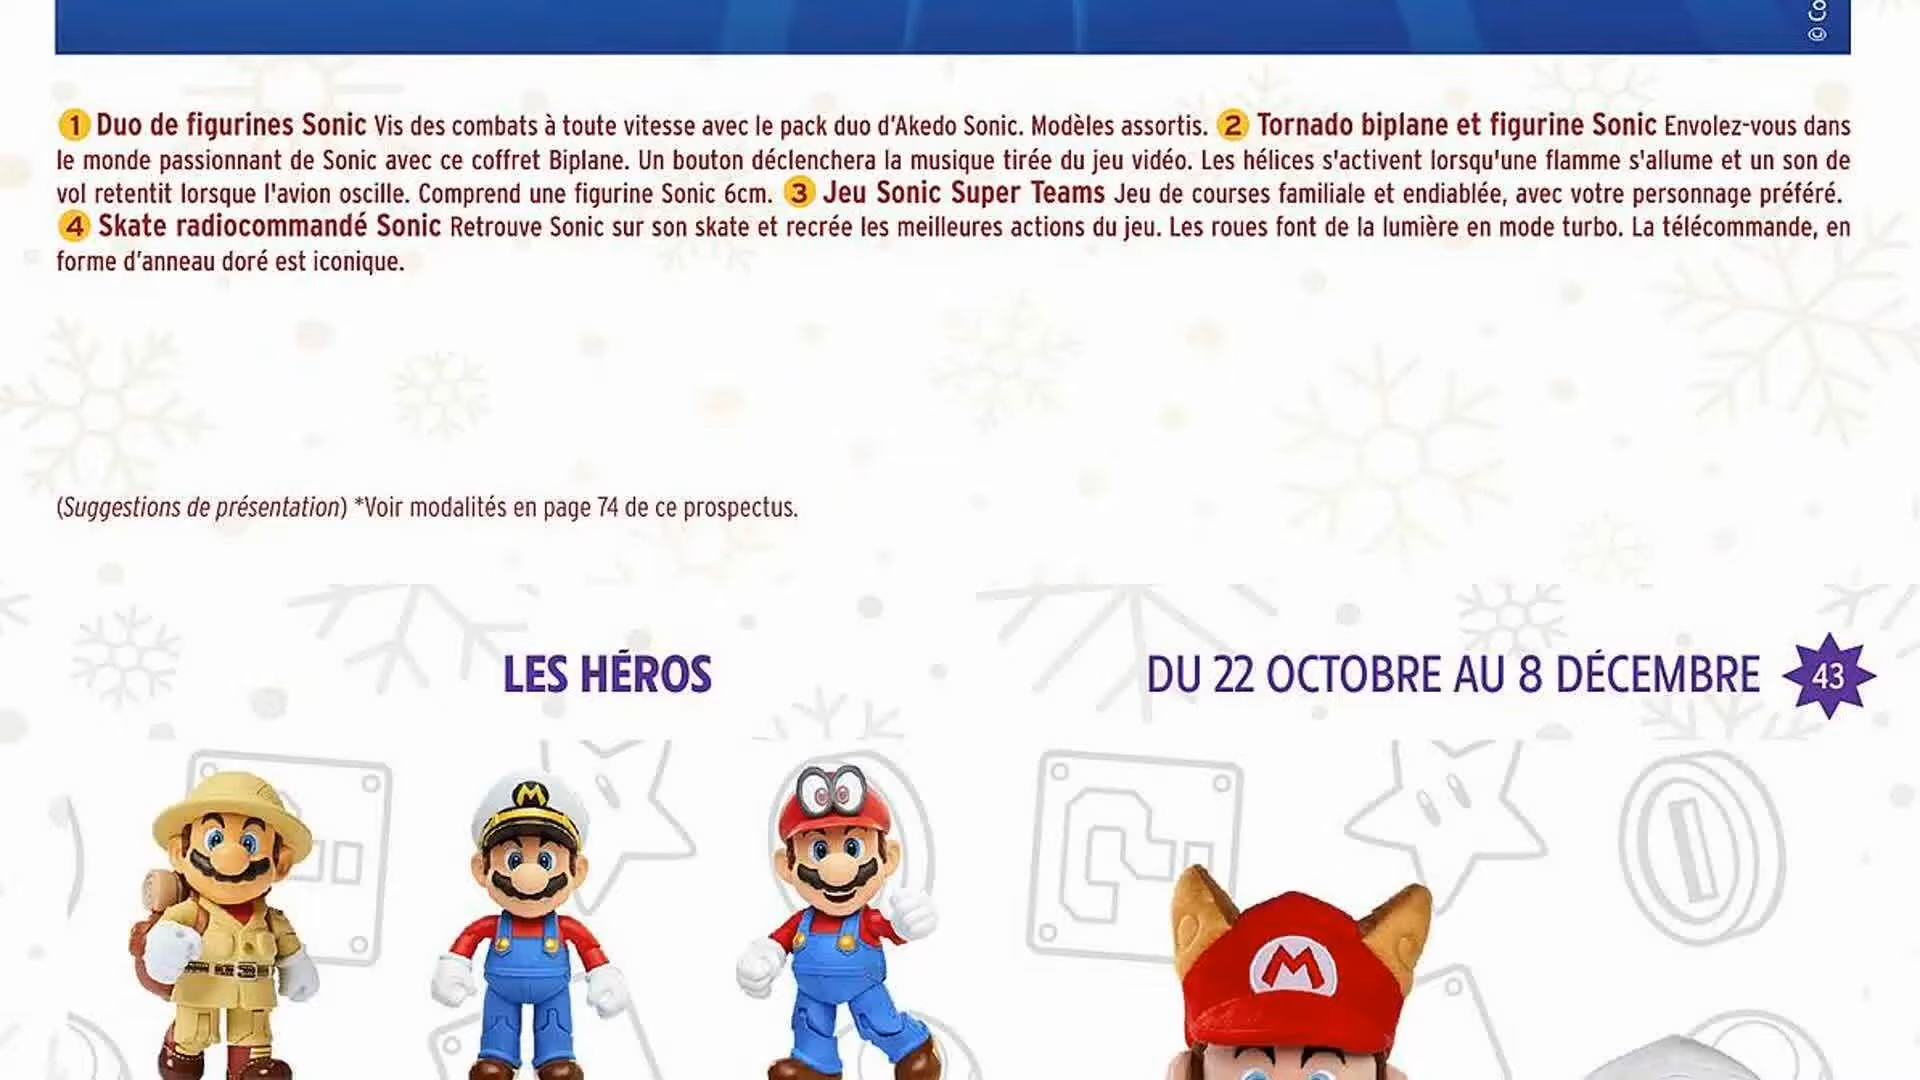 © Co
1 Duo de figurines Sonic Vis des combats à toute vitesse avec le pack duo d'Akedo Sonic. Modèles assortis. 2 Tornado biplane et figurine Sonic Envolez-vous dans
le monde passionnant de Sonic avec ce coffret Biplane. Un bouton déclenchera la musique tirée du jeu vidéo. Les hélices s'activent lorsqu'une flamme s'allume et un son de
vol retentit lorsque l'avion oscille. Comprend une figurine Sonic 6cm. 3 Jeu Sonic Super Teams Jeu de courses familiale et endiablée, avec votre personnage préféré.
4 Skate radiocommandé Sonic Retrouve Sonic sur son skate et recrée les meilleures actions du jeu. Les roues font de la lumière en mode turbo. La télécommande, en
forme d'anneau doré est iconique.
(Suggestions de présentation) *Voir modalités en page 74 de ce prospectus.
LES HÉROS
DU 22 OCTOBRE AU 8 DÉCEMBRE 43
M
M